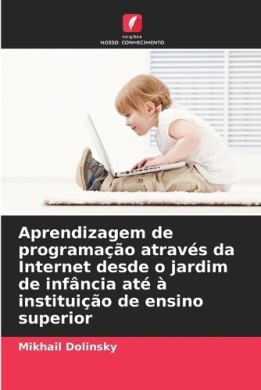 edições
NOSSO CONHECIMENTO
Aprendizagem de
programação através da
Internet desde o jardim
de infância até à
instituição de ensino
superior
Mikhail Dolinsky